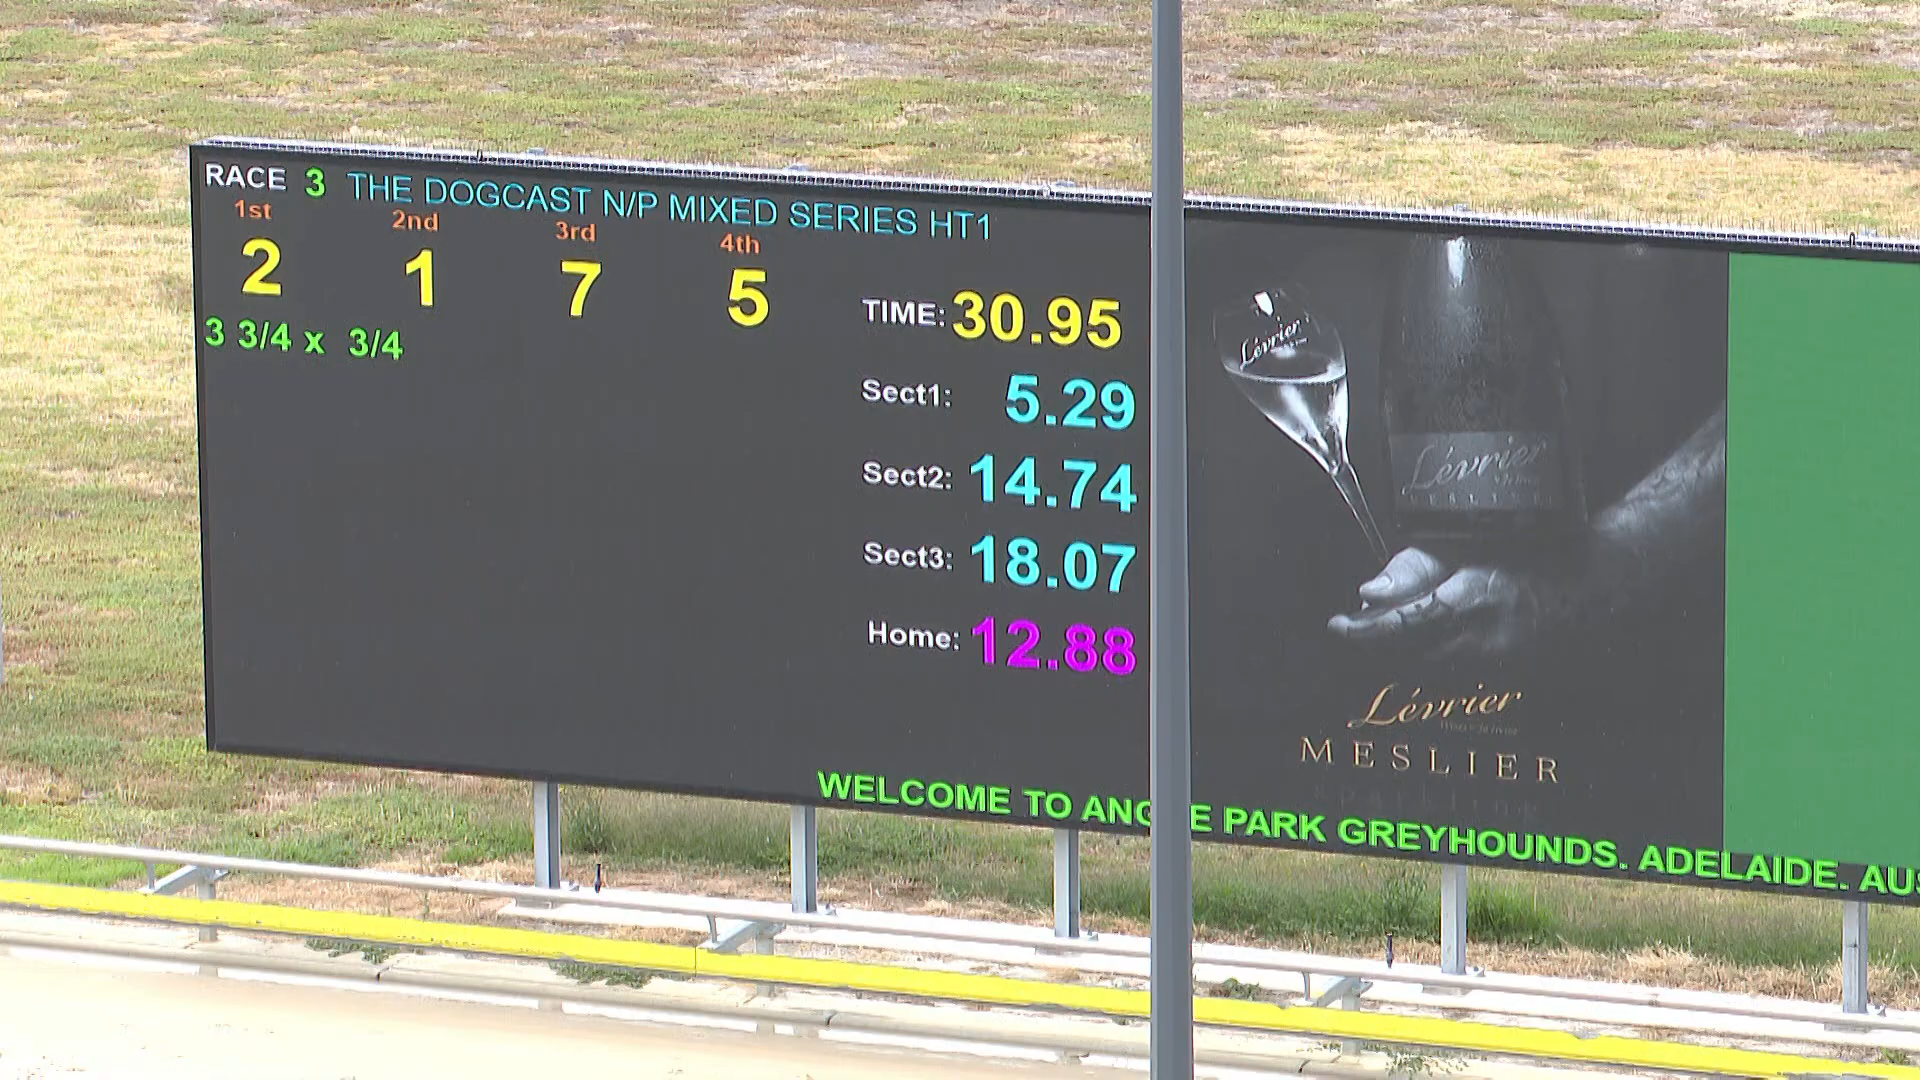 RACE 3 THE DOGCAST N/P MIXED SERIES HT1
1st 2nd 3rd 4th
2 1 7 5
3 3/4 x 3/4
TIME: 30.95
Sect1: 5.29
Sect2: 14.74
Sect3: 18.07
Home: 12.88
Lévrier
Lévrier
Lévrier
MESLIER
WELCOME TO ANG E PARK GREYHOUNDS. ADELAIDE. AUS